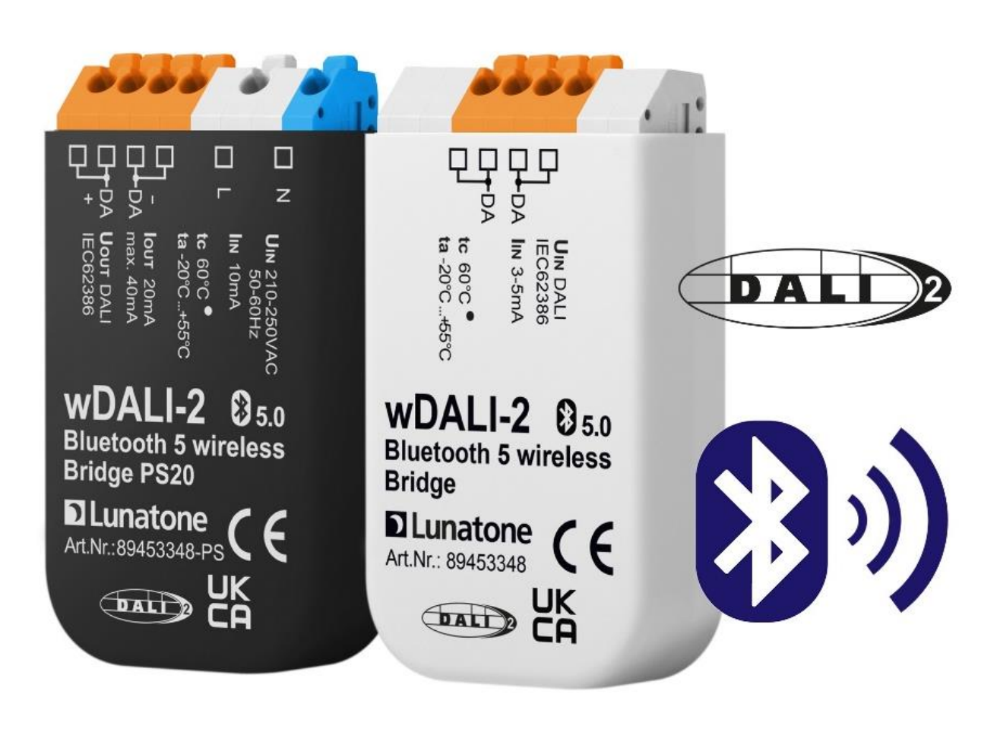 +
DA
DA
-
L
N
UOUT DALI
IEC62386
IOUT 20mA
max. 40mA
tc 60°C
ta -20°C...+55°C
IIN 10mA
UIN 210-250VAC
50-60Hz
wDALI-2 5.0
Bluetooth 5 wireless
Bridge PS20
Lunatone
Art.Nr.:89453348-PS
CE
DALI 2
UK
CA
DA
DA
tc 60°C
ta -20°C...+55°C
IIN 3-5mA
UIN DALI
IEC62386
wDALI-2 5.0
Bluetooth 5 wireless
Bridge
Lunatone
Art.Nr.: 89453348
CE
DALI 2
UK
CA
DALI 2